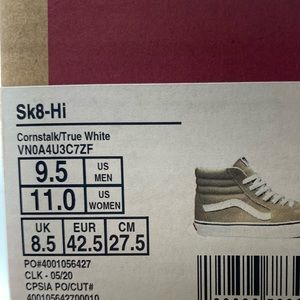 Sk8-Hi
Cornstalk/True White
VN0A4U3C7ZF
9.5 US MEN
11.0 US WOMEN
UK EUR CM
8.5 42.5 27.5
PO#4001056427
CLK - 05/20
CPSIA PO/CUT#
400105642700010